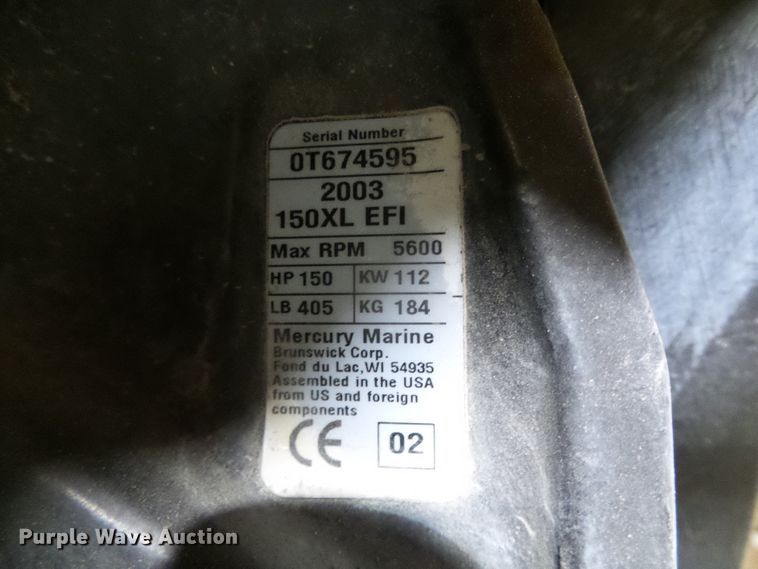 Serial Number
0T674595
2003
150XL EFI
Max RPM 5600
HP 150 KW 112
LB 405 KG 184
Mercury Marine
Brunswick Corp.
Fond du Lac,WI 54935
Assembled in the USA
from US and foreign
components
CE 02
Purple Wave Auction